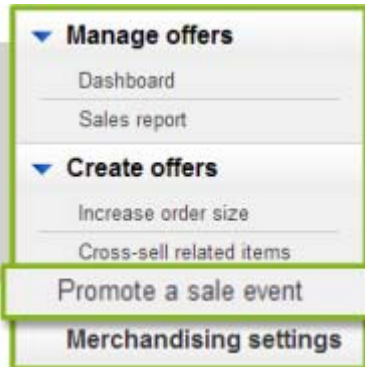 Manage offers
Dashboard
Sales report
Create offers
Increase order size
Cross-sell related items
Promote a sale event
Merchandising settings